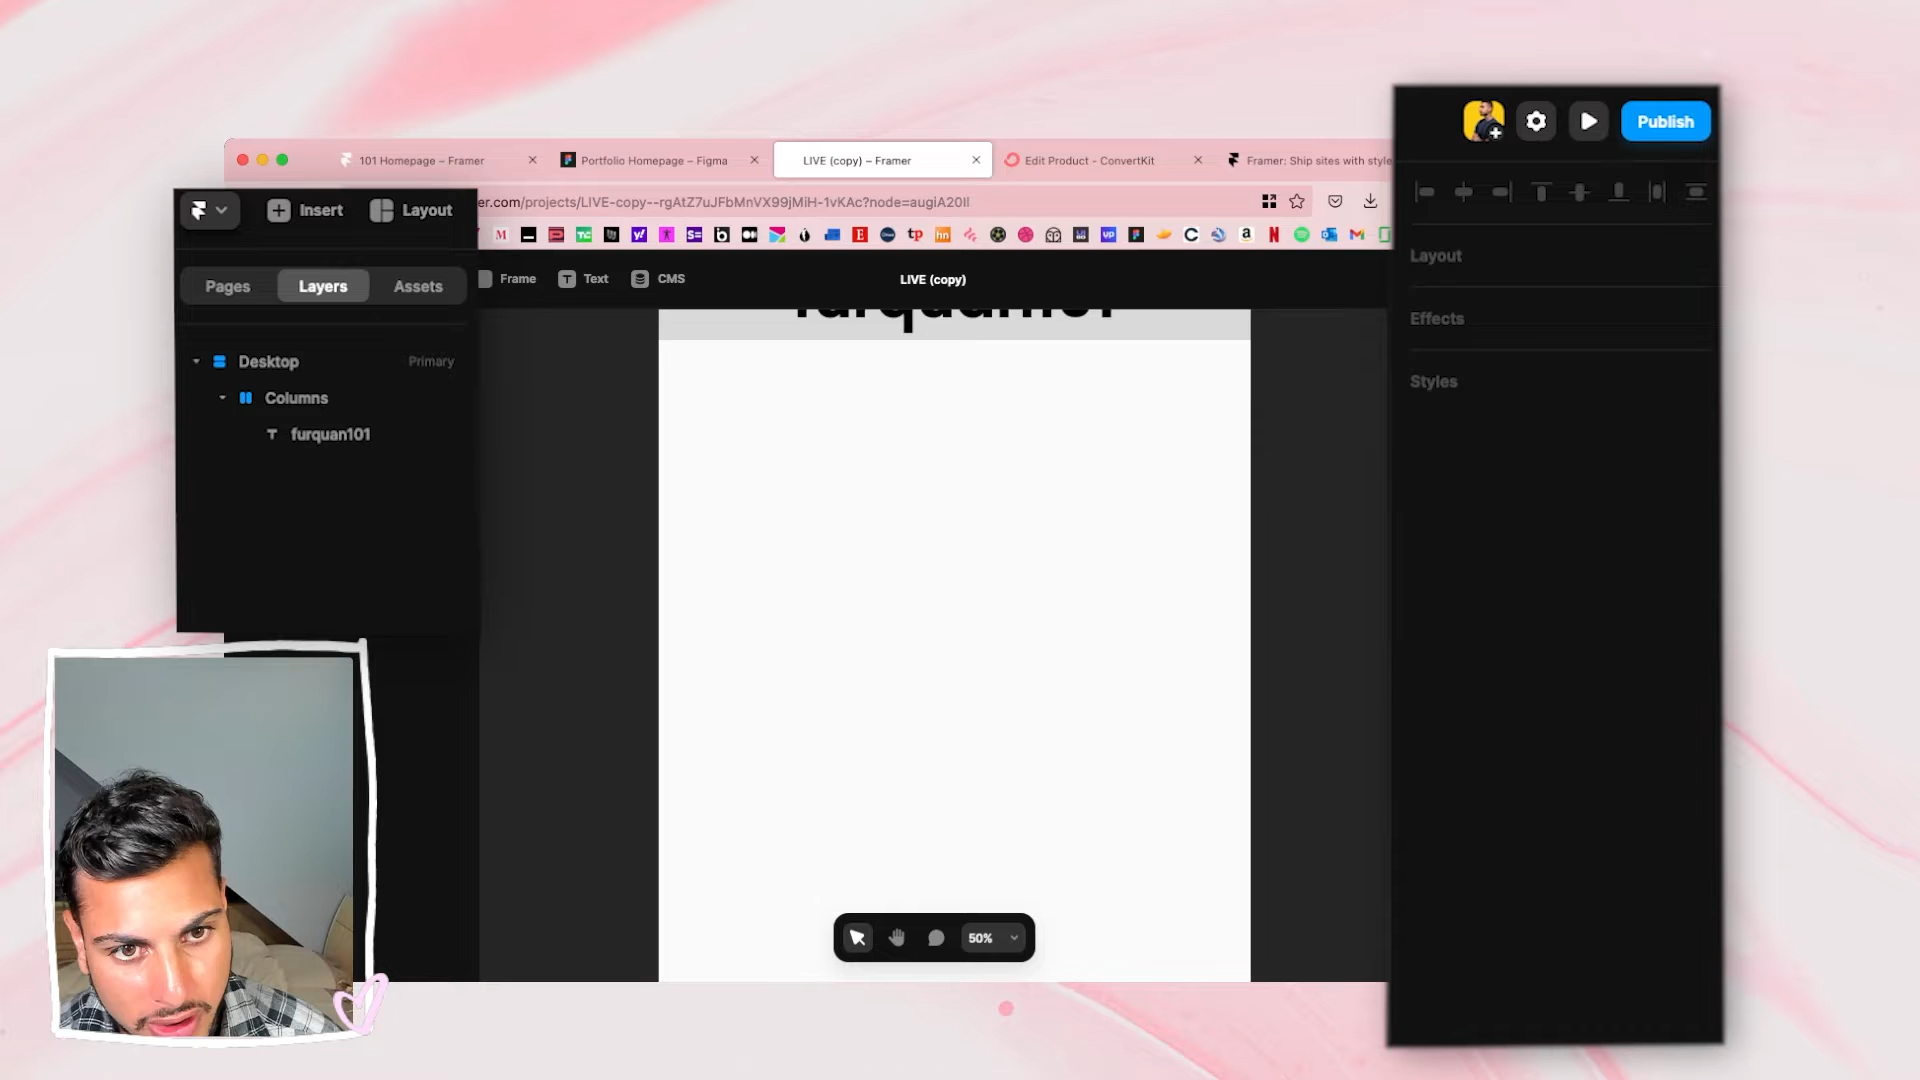 Publish
101 Homepage – Framer
Portfolio Homepage – Figma
LIVE (copy) – Framer
Edit Product - ConvertKit
Framer: Ship sites with style
er.com/projects/LIVE-copy--rgAtZ7uJFbMnVX99jMiH-1vKAc?node=augiA20Il
Insert
Layout
Pages
Layers
Assets
Frame
Text
CMS
LIVE (copy)
furquan101
Desktop
Primary
Columns
furquan101
Layout
Effects
Styles
50%